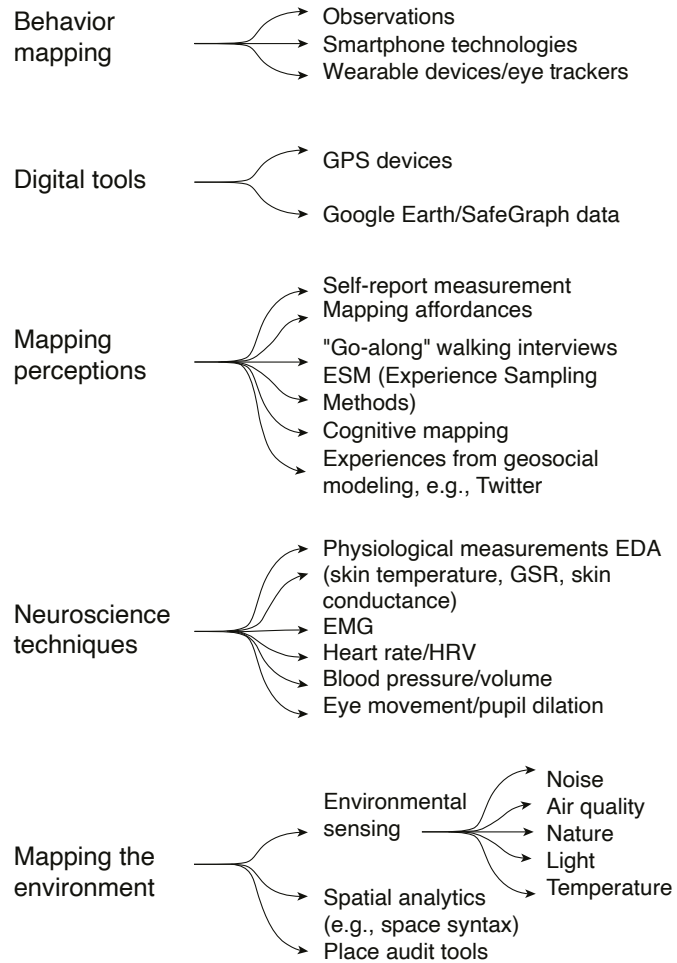 Behavior
mapping
Observations
Smartphone technologies
Wearable devices/eye trackers
Digital tools
GPS devices
Google Earth/SafeGraph data
Mapping
perceptions
Self-report measurement
Mapping affordances
"Go-along" walking interviews
ESM (Experience Sampling
Methods)
Cognitive mapping
Experiences from geosocial
modeling, e.g., Twitter
Neuroscience
techniques
Physiological measurements EDA
(skin temperature, GSR, skin
conductance)
EMG
Heart rate/HRV
Blood pressure/volume
Eye movement/pupil dilation
Mapping the
environment
Environmental
sensing
Noise
Air quality
Nature
Light
Temperature
Spatial analytics
(e.g., space syntax)
Place audit tools